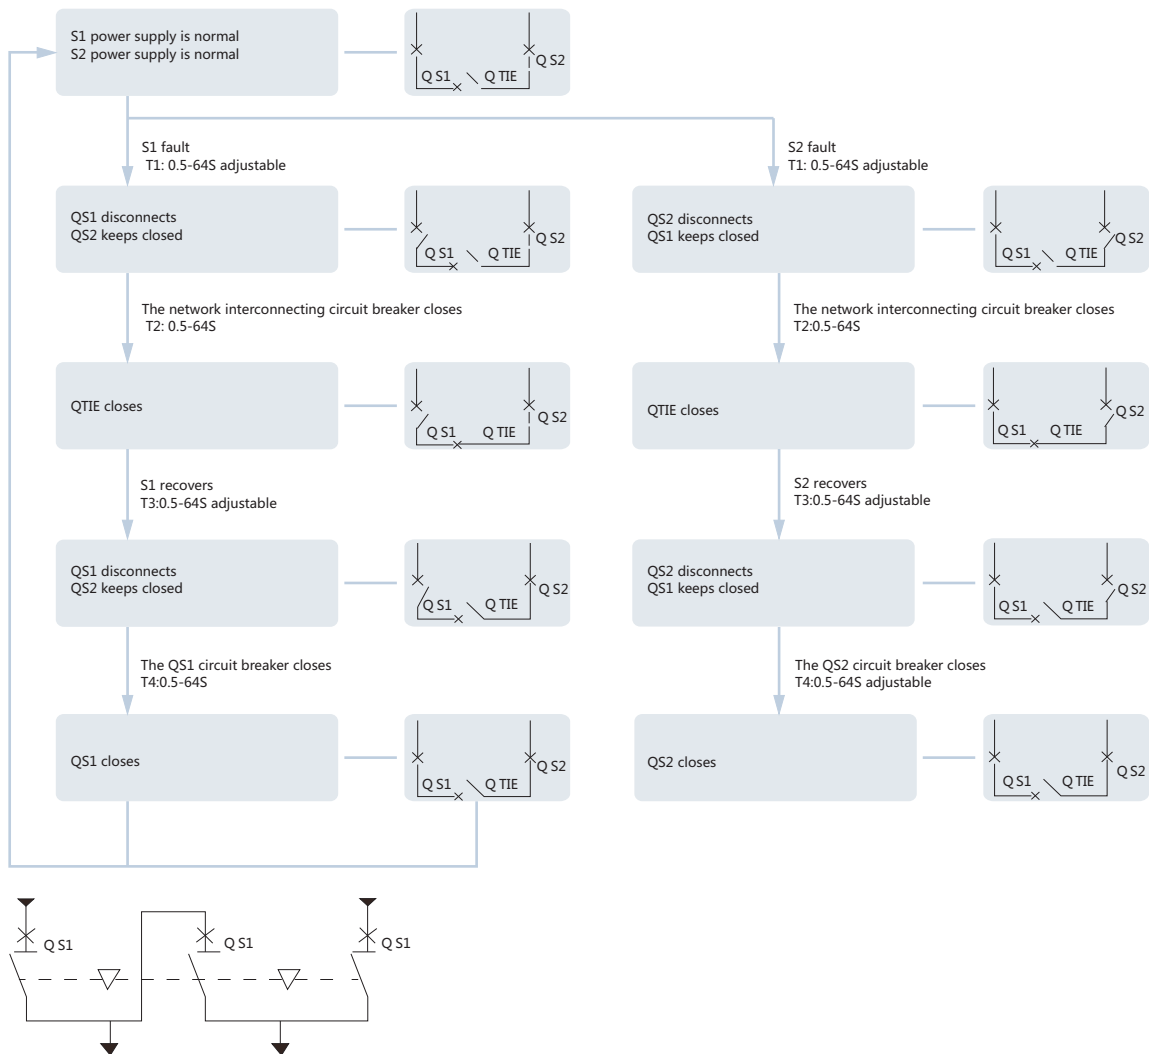 S1 power supply is normal
S2 power supply is normal
Q S1
Q TIE
Q S2
S1 fault
T1: 0.5-64S adjustable
S2 fault
T1: 0.5-64S adjustable
QS1 disconnects
QS2 keeps closed
Q S1
Q TIE
Q S2
QS2 disconnects
QS1 keeps closed
Q S1
Q TIE
Q S2
The network interconnecting circuit breaker closes
T2: 0.5-64S
The network interconnecting circuit breaker closes
T2:0.5-64S
QTIE closes
Q S1
Q TIE
Q S2
QTIE closes
Q S1
Q TIE
Q S2
S1 recovers
T3:0.5-64S adjustable
S2 recovers
T3:0.5-64S adjustable
QS1 disconnects
QS2 keeps closed
Q S1
Q TIE
Q S2
QS2 disconnects
QS1 keeps closed
Q S1
Q TIE
Q S2
The QS1 circuit breaker closes
T4:0.5-64S
The QS2 circuit breaker closes
T4:0.5-64S adjustable
QS1 closes
Q S1
Q TIE
Q S2
QS2 closes
Q S1
Q TIE
Q S2
Q S1
Q S1
Q S1